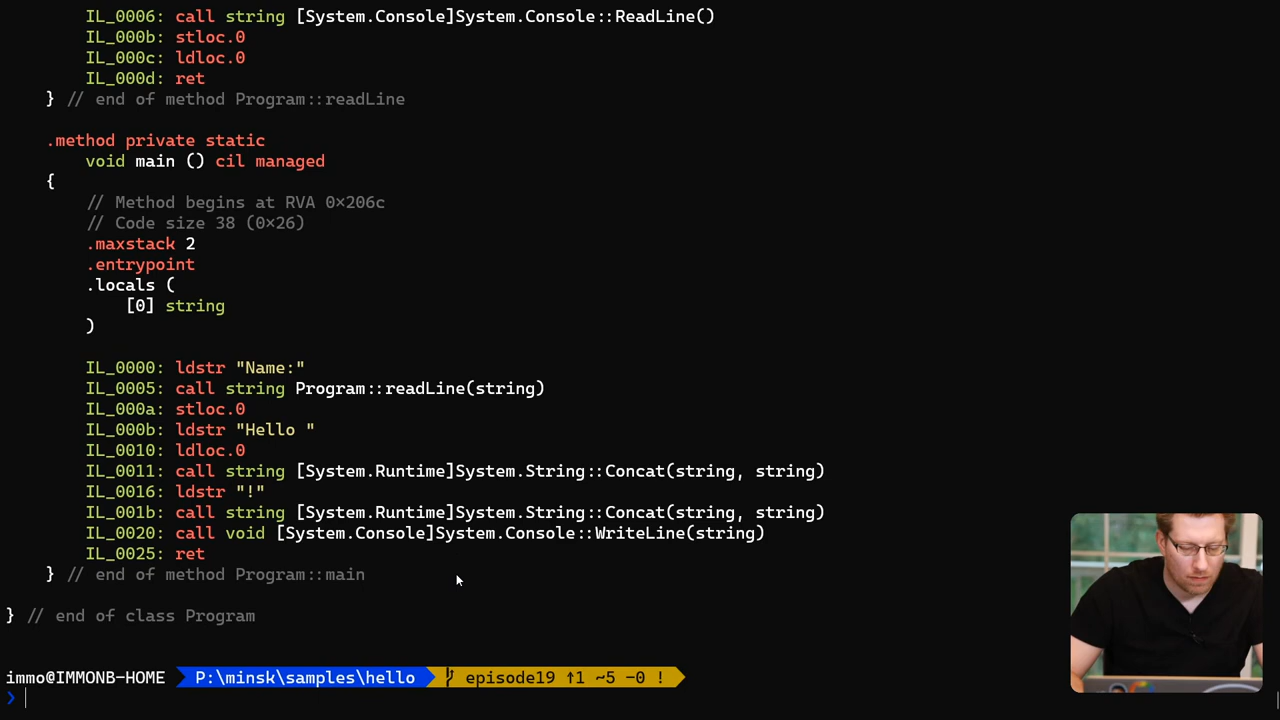 IL_0006: call string [System.Console]System.Console::ReadLine()
IL_000b: stloc.0
IL_000c: ldloc.0
IL_000d: ret
} // end of method Program::readLine
.method private static
void main () cil managed
{
// Method begins at RVA 0×206c
// Code size 38 (0×26)
.maxstack 2
.entrypoint
.locals (
[0] string
)
IL_0000: ldstr "Name:"
IL_0005: call string Program::readLine(string)
IL_000a: stloc.0
IL_000b: ldstr "Hello "
IL_0010: ldloc.0
IL_0011: call string [System.Runtime]System.String::Concat(string, string)
IL_0016: ldstr "!"
IL_001b: call string [System.Runtime]System.String::Concat(string, string)
IL_0020: call void [System.Console]System.Console::WriteLine(string)
IL_0025: ret
} // end of method Program::main
} // end of class Program
immo@IMMONB-HOME P:\minsk\samples\hello episode19 ↑1 ~5 -0 !
❯